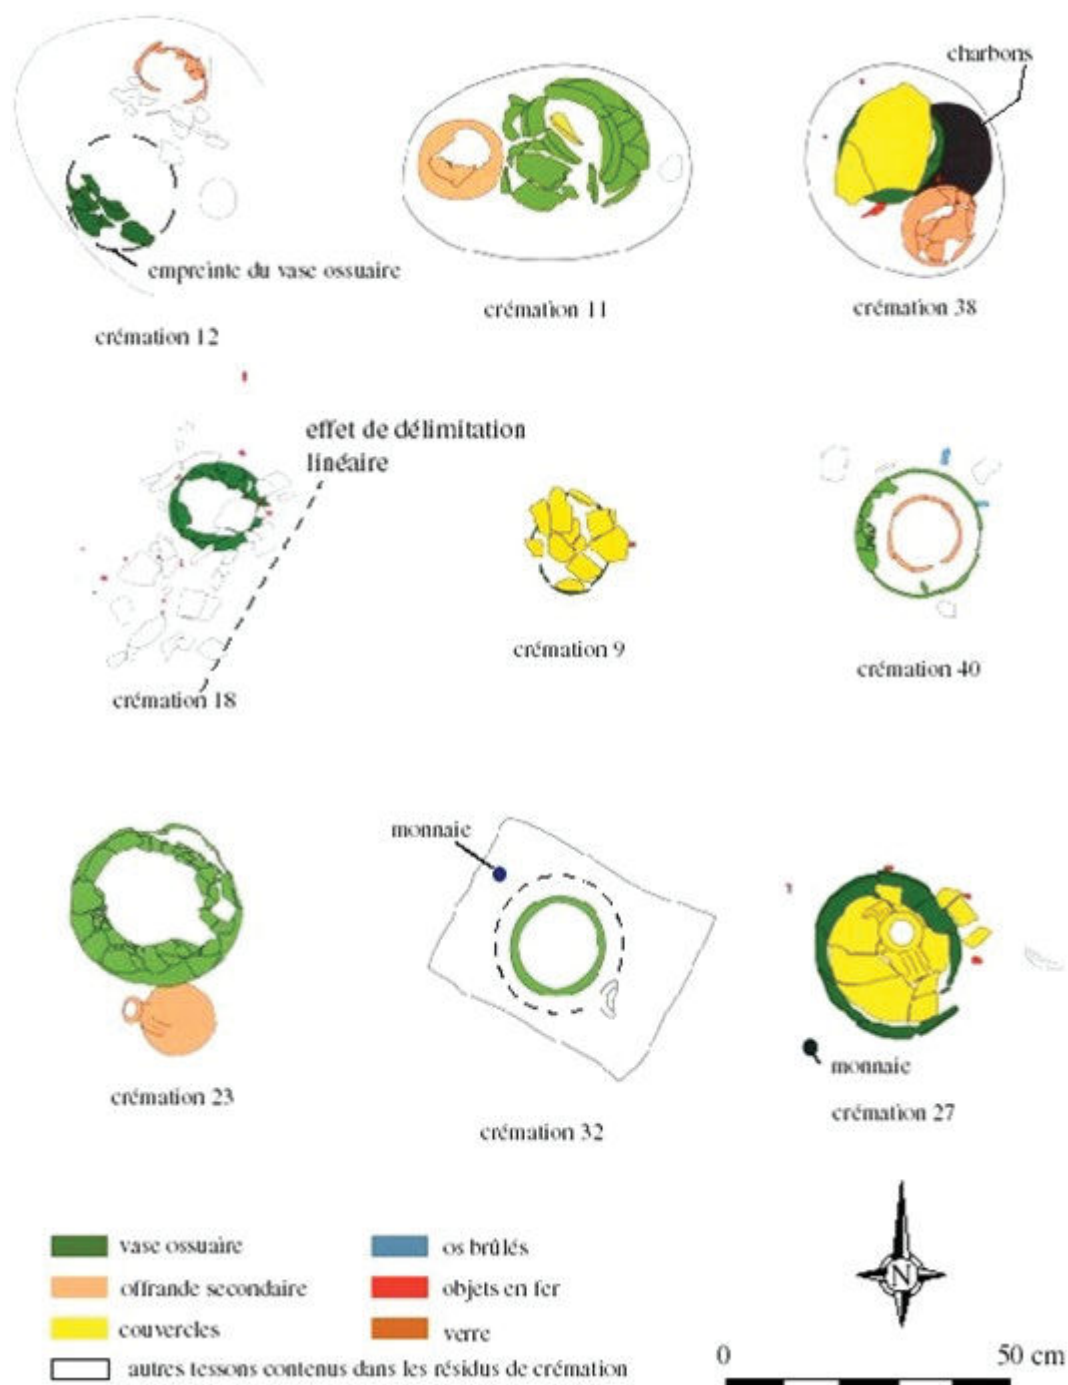 charbons
empreinte du vase ossuaire
crémation 12
crémation 11
crémation 38
effet de délimitation
linéaire
crémation 18
crémation 9
crémation 40
monnaie
crémation 23
crémation 32
monnaie
crémation 27
vase ossuaire
os brûlés
offrande secondaire
objets en fer
couvercles
verre
autres tessons contenus dans les résidus de crémation
N
0
50 cm